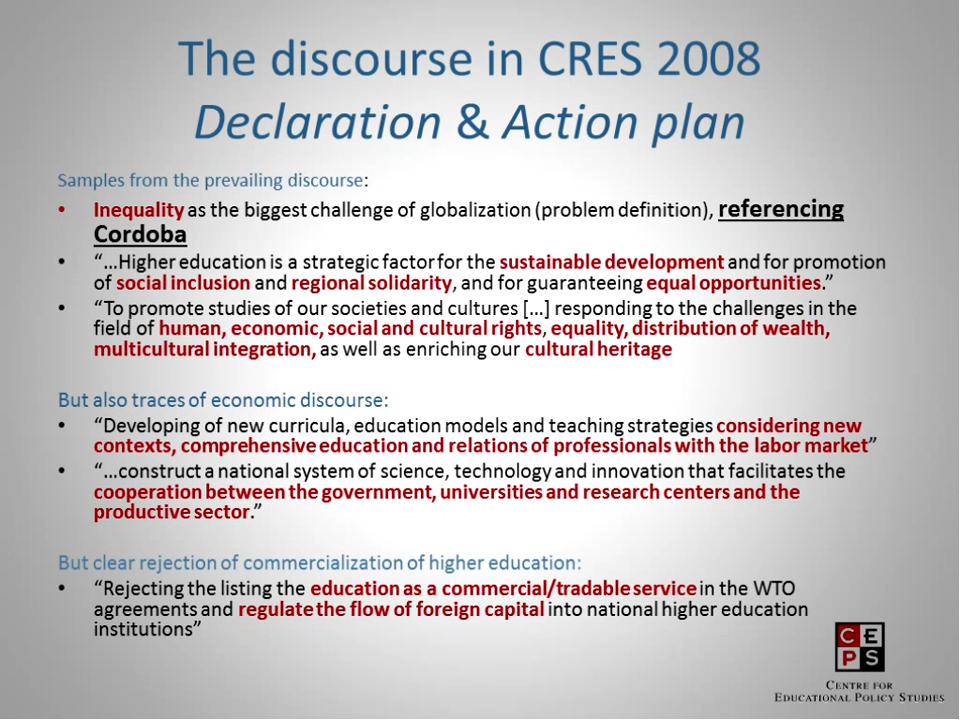 The discourse in CRES 2008
Declaration & Action plan
Samples from the prevailing discourse:
• Inequality as the biggest challenge of globalization (problem definition), referencing
Cordoba
• “…Higher education is a strategic factor for the sustainable development and for promotion
of social inclusion and regional solidarity, and for guaranteeing equal opportunities.”
• “To promote studies of our societies and cultures […] responding to the challenges in the
field of human, economic, social and cultural rights, equality, distribution of wealth,
multicultural integration, as well as enriching our cultural heritage
But also traces of economic discourse:
• “Developing of new curricula, education models and teaching strategies considering new
contexts, comprehensive education and relations of professionals with the labor market”
• “…construct a national system of science, technology and innovation that facilitates the
cooperation between the government, universities and research centers and the
productive sector.”
But clear rejection of commercialization of higher education:
• “Rejecting the listing the education as a commercial/tradable service in the WTO
agreements and regulate the flow of foreign capital into national higher education
institutions”
C E
P S
CENTRE FOR
EDUCATIONAL POLICY STUDIES